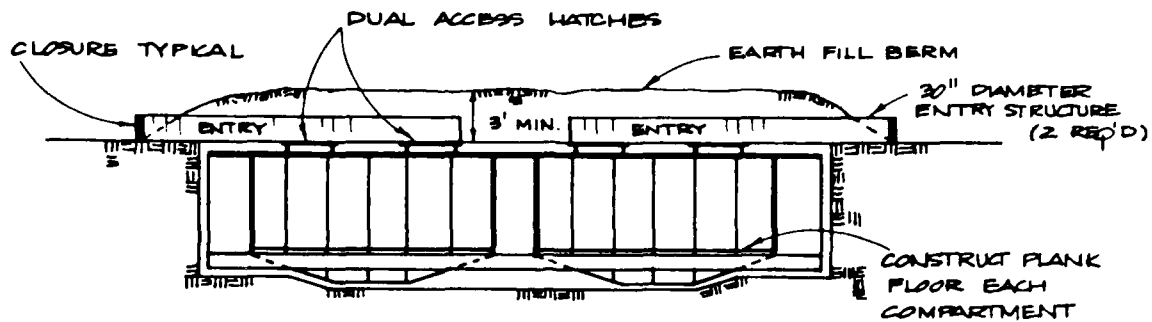 DUAL ACCESS HATCHES
CLOSURE TYPICAL
EARTH FILL BERM
30" DIAMETER
ENTRY STRUCTURE
(2 REQ'D)
ENTRY
3' MIN.
ENTRY
CONSTRUCT PLANK
FLOOR EACH
COMPARTMENT